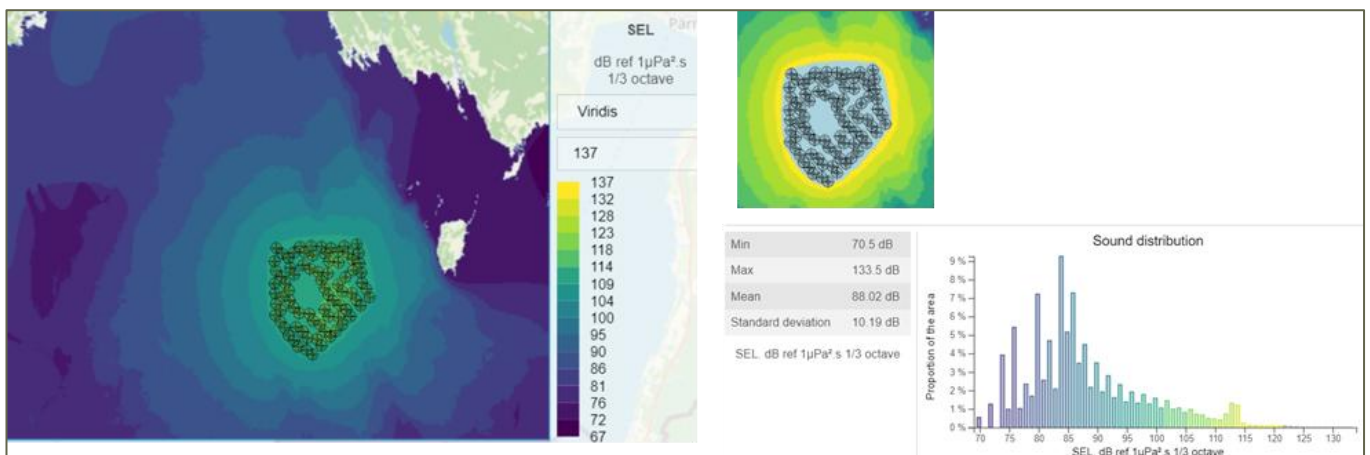 SEL
Parn
dB ref 1µPa².s
1/3 octave
Viridis
137
137
132
128
123
118
114
109
104
100
95
90
86
81
76
72
67
Min 70.5 dB
Max 133.5 dB
Mean 88.02 dB
Standard deviation 10.19 dB
SEL dB ref 1µPa² s 1/3 octave
Sound distribution
Proportion of the area
9 %
8 %
7 %
6 %
5 %
4 %
3 %
2 %
1 %
0 %
70 75 80 85 90 95 100 105 110 115 120 125 130
SEL dB ref 1µPa² s 1/3 octave